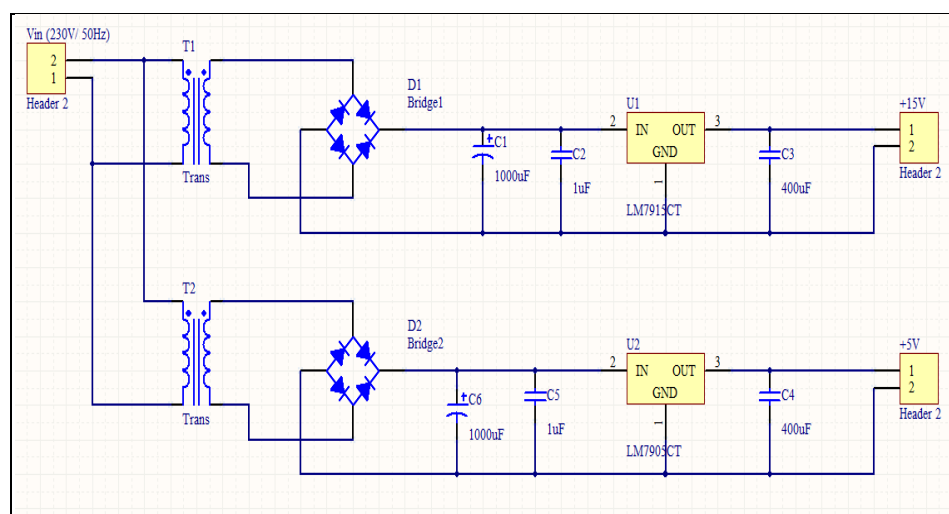 Vin (230V/ 50Hz)
2
1
Header 2
T1
Trans
D1
Bridge1
C1
1000uF
C2
1uF
U1
2
IN
OUT
3
GND
1
LM7915CT
C3
400uF
+15V
1
2
Header 2
T2
Trans
D2
Bridge2
C6
1000uF
C5
1uF
U2
2
IN
OUT
3
GND
1
LM7905CT
C4
400uF
+5V
1
2
Header 2